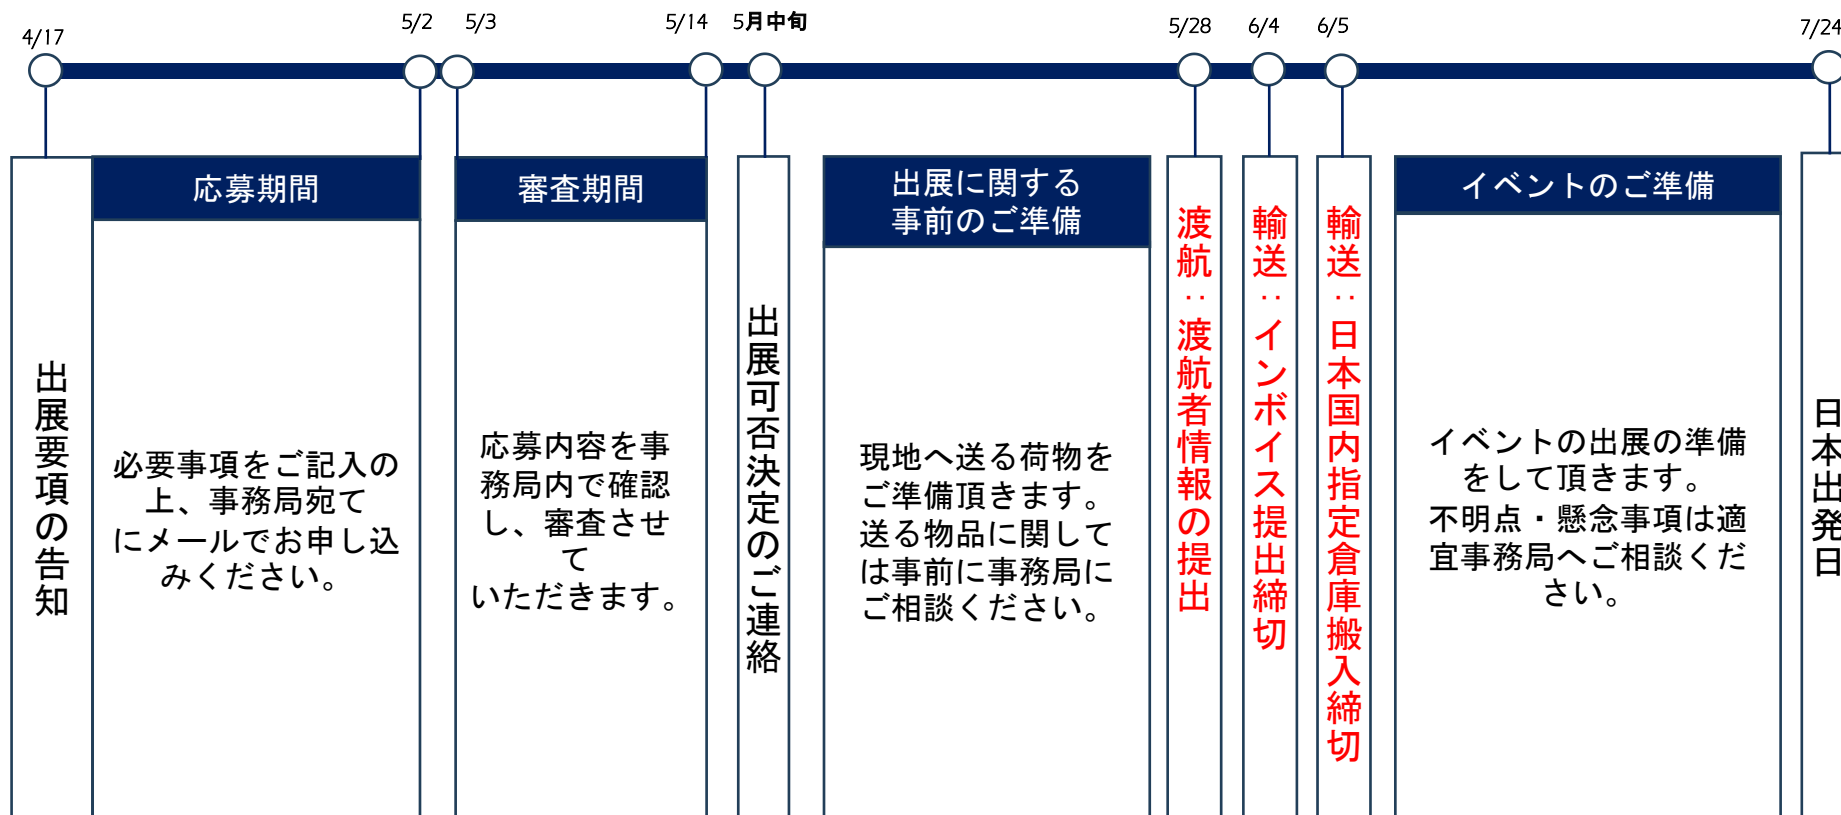 4/17
5/2
5/3
5/14
5月中旬
5/28
6/4
6/5
7/24
出展要項の告知
応募期間
必要事項をご記入の
上、事務局宛て
にメールでお申し込
みください。
審査期間
応募内容を事
務局内で確認
し、審査させ
て
いただきます。
出展可否決定のご連絡
出展に関する
事前のご準備
現地へ送る荷物を
ご準備頂きます。
送る物品に関して
は事前に事務局に
ご相談ください。
渡航：渡航者情報の提出
輸送：インボイス提出締切
輸送：日本国内指定倉庫搬入締切
イベントのご準備
イベントの出展の準備
をして頂きます。
不明点・懸念事項は適
宜事務局へご相談くだ
さい。
日本出発日